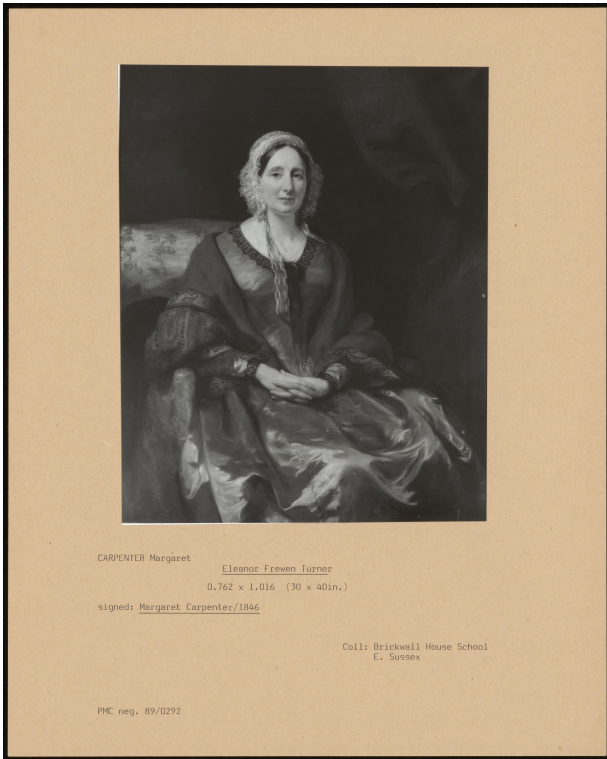 CARPENTER Margaret
Eleanor Frewen Turner
0.762 x 1.016 (30 x 40in.)
signed: Margaret Carpenter/1846
Coll: Brickwall House School
E. Sussex
PMC neg. 89/0292